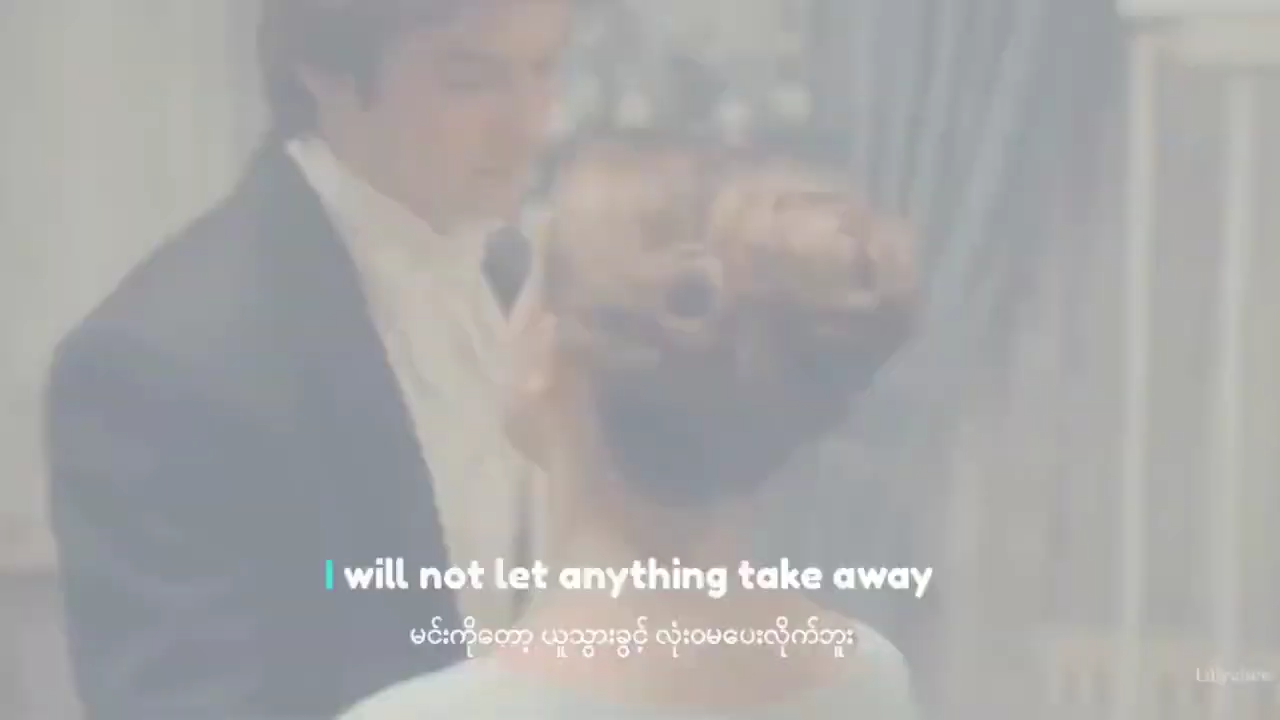 I will not let anything take away
မင်းကိုတော့ ယူသွားခွင့် လုံးဝမပေးလိုက်ဘူး